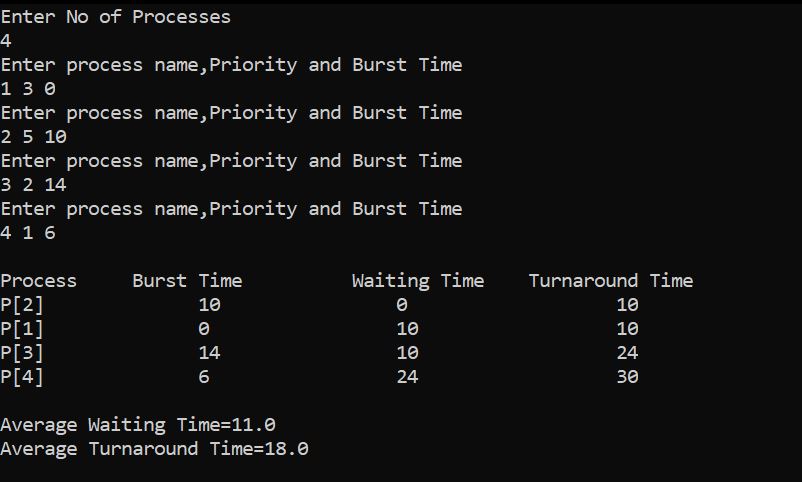 Enter No of Processes
4
Enter process name,Priority and Burst Time
1 3 0
Enter process name,Priority and Burst Time
2 5 10
Enter process name,Priority and Burst Time
3 2 14
Enter process name,Priority and Burst Time
4 1 6
Process Burst Time Waiting Time Turnaround Time
P[2] 10 0 10
P[1] 0 10 10
P[3] 14 10 24
P[4] 6 24 30
Average Waiting Time=11.0
Average Turnaround Time=18.0